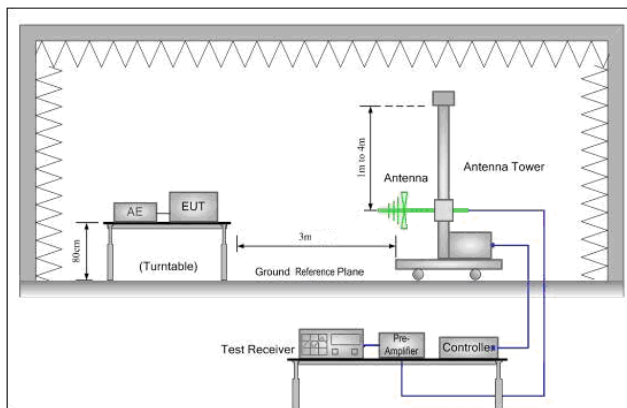 1m to 4m
Antenna
Antenna Tower
AE
EUT
80cm
(Turntable)
3m
Ground Reference Plane
Test Receiver
Pre-
Amplifier
Controller